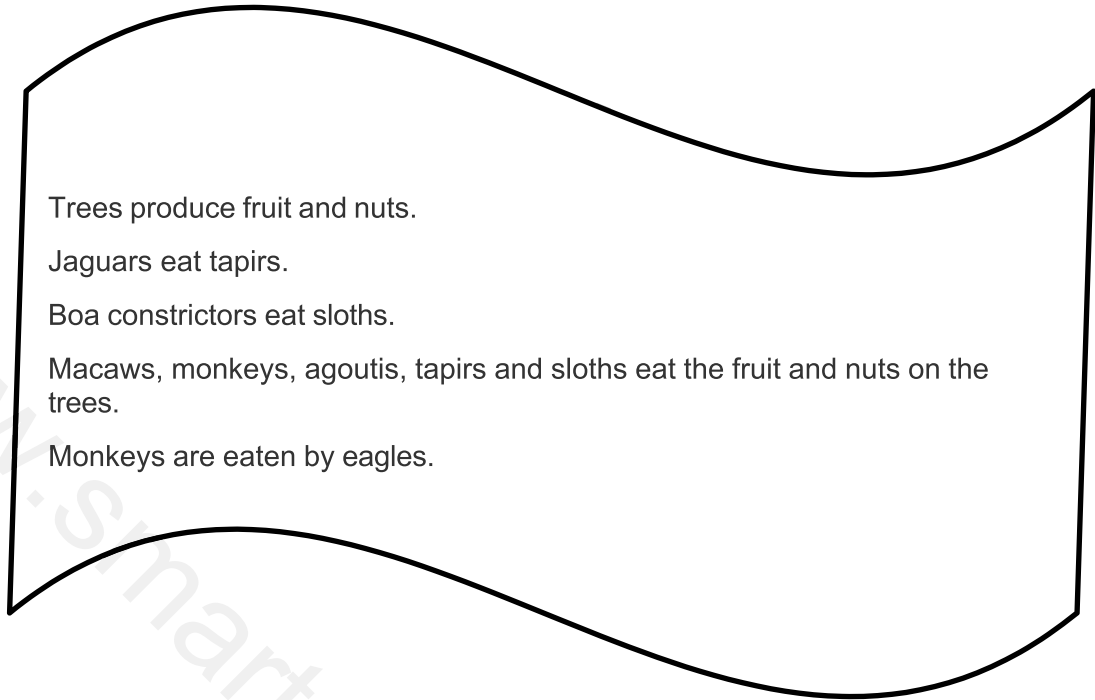 Trees produce fruit and nuts.
Jaguars eat tapirs.
Boa constrictors eat sloths.
Macaws, monkeys, agoutis, tapirs and sloths eat the fruit and nuts on the
trees.
Monkeys are eaten by eagles.
w.smart